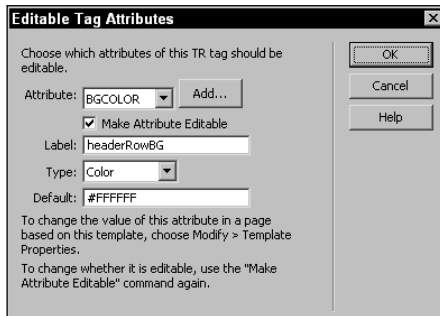 Editable Tag Attributes
Choose which attributes of this TR tag should be
editable.
OK
Attribute: BGCOLOR Add...
Cancel
Make Attribute Editable
Help
Label: headerRowBG
Type: Color
Default: #FFFFFF
To change the value of this attribute in a page
based on this template, choose Modify > Template
Properties.
To change whether it is editable, use the "Make
Attribute Editable" command again.